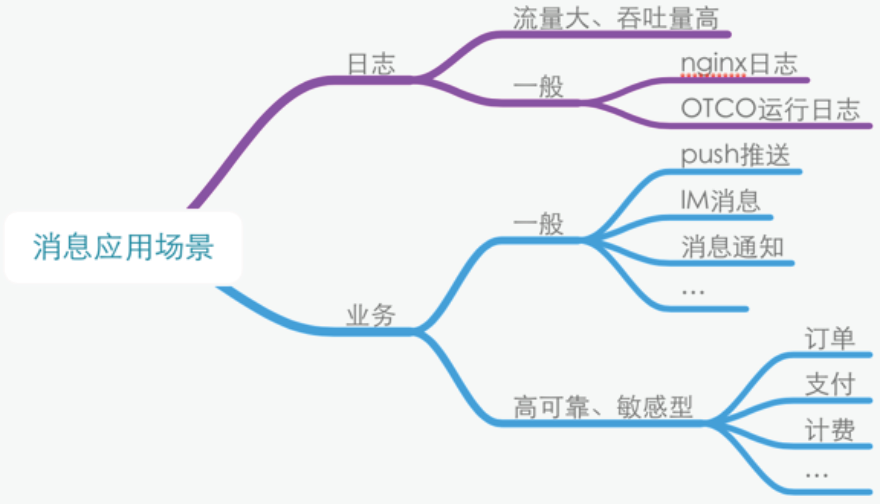 流量大、吞吐量高
日志
nginx日志
一般
OTCO运行日志
push推送
IM消息
一般
消息应用场景
消息通知
...
业务
订单
支付
高可靠、敏感型
计费
...